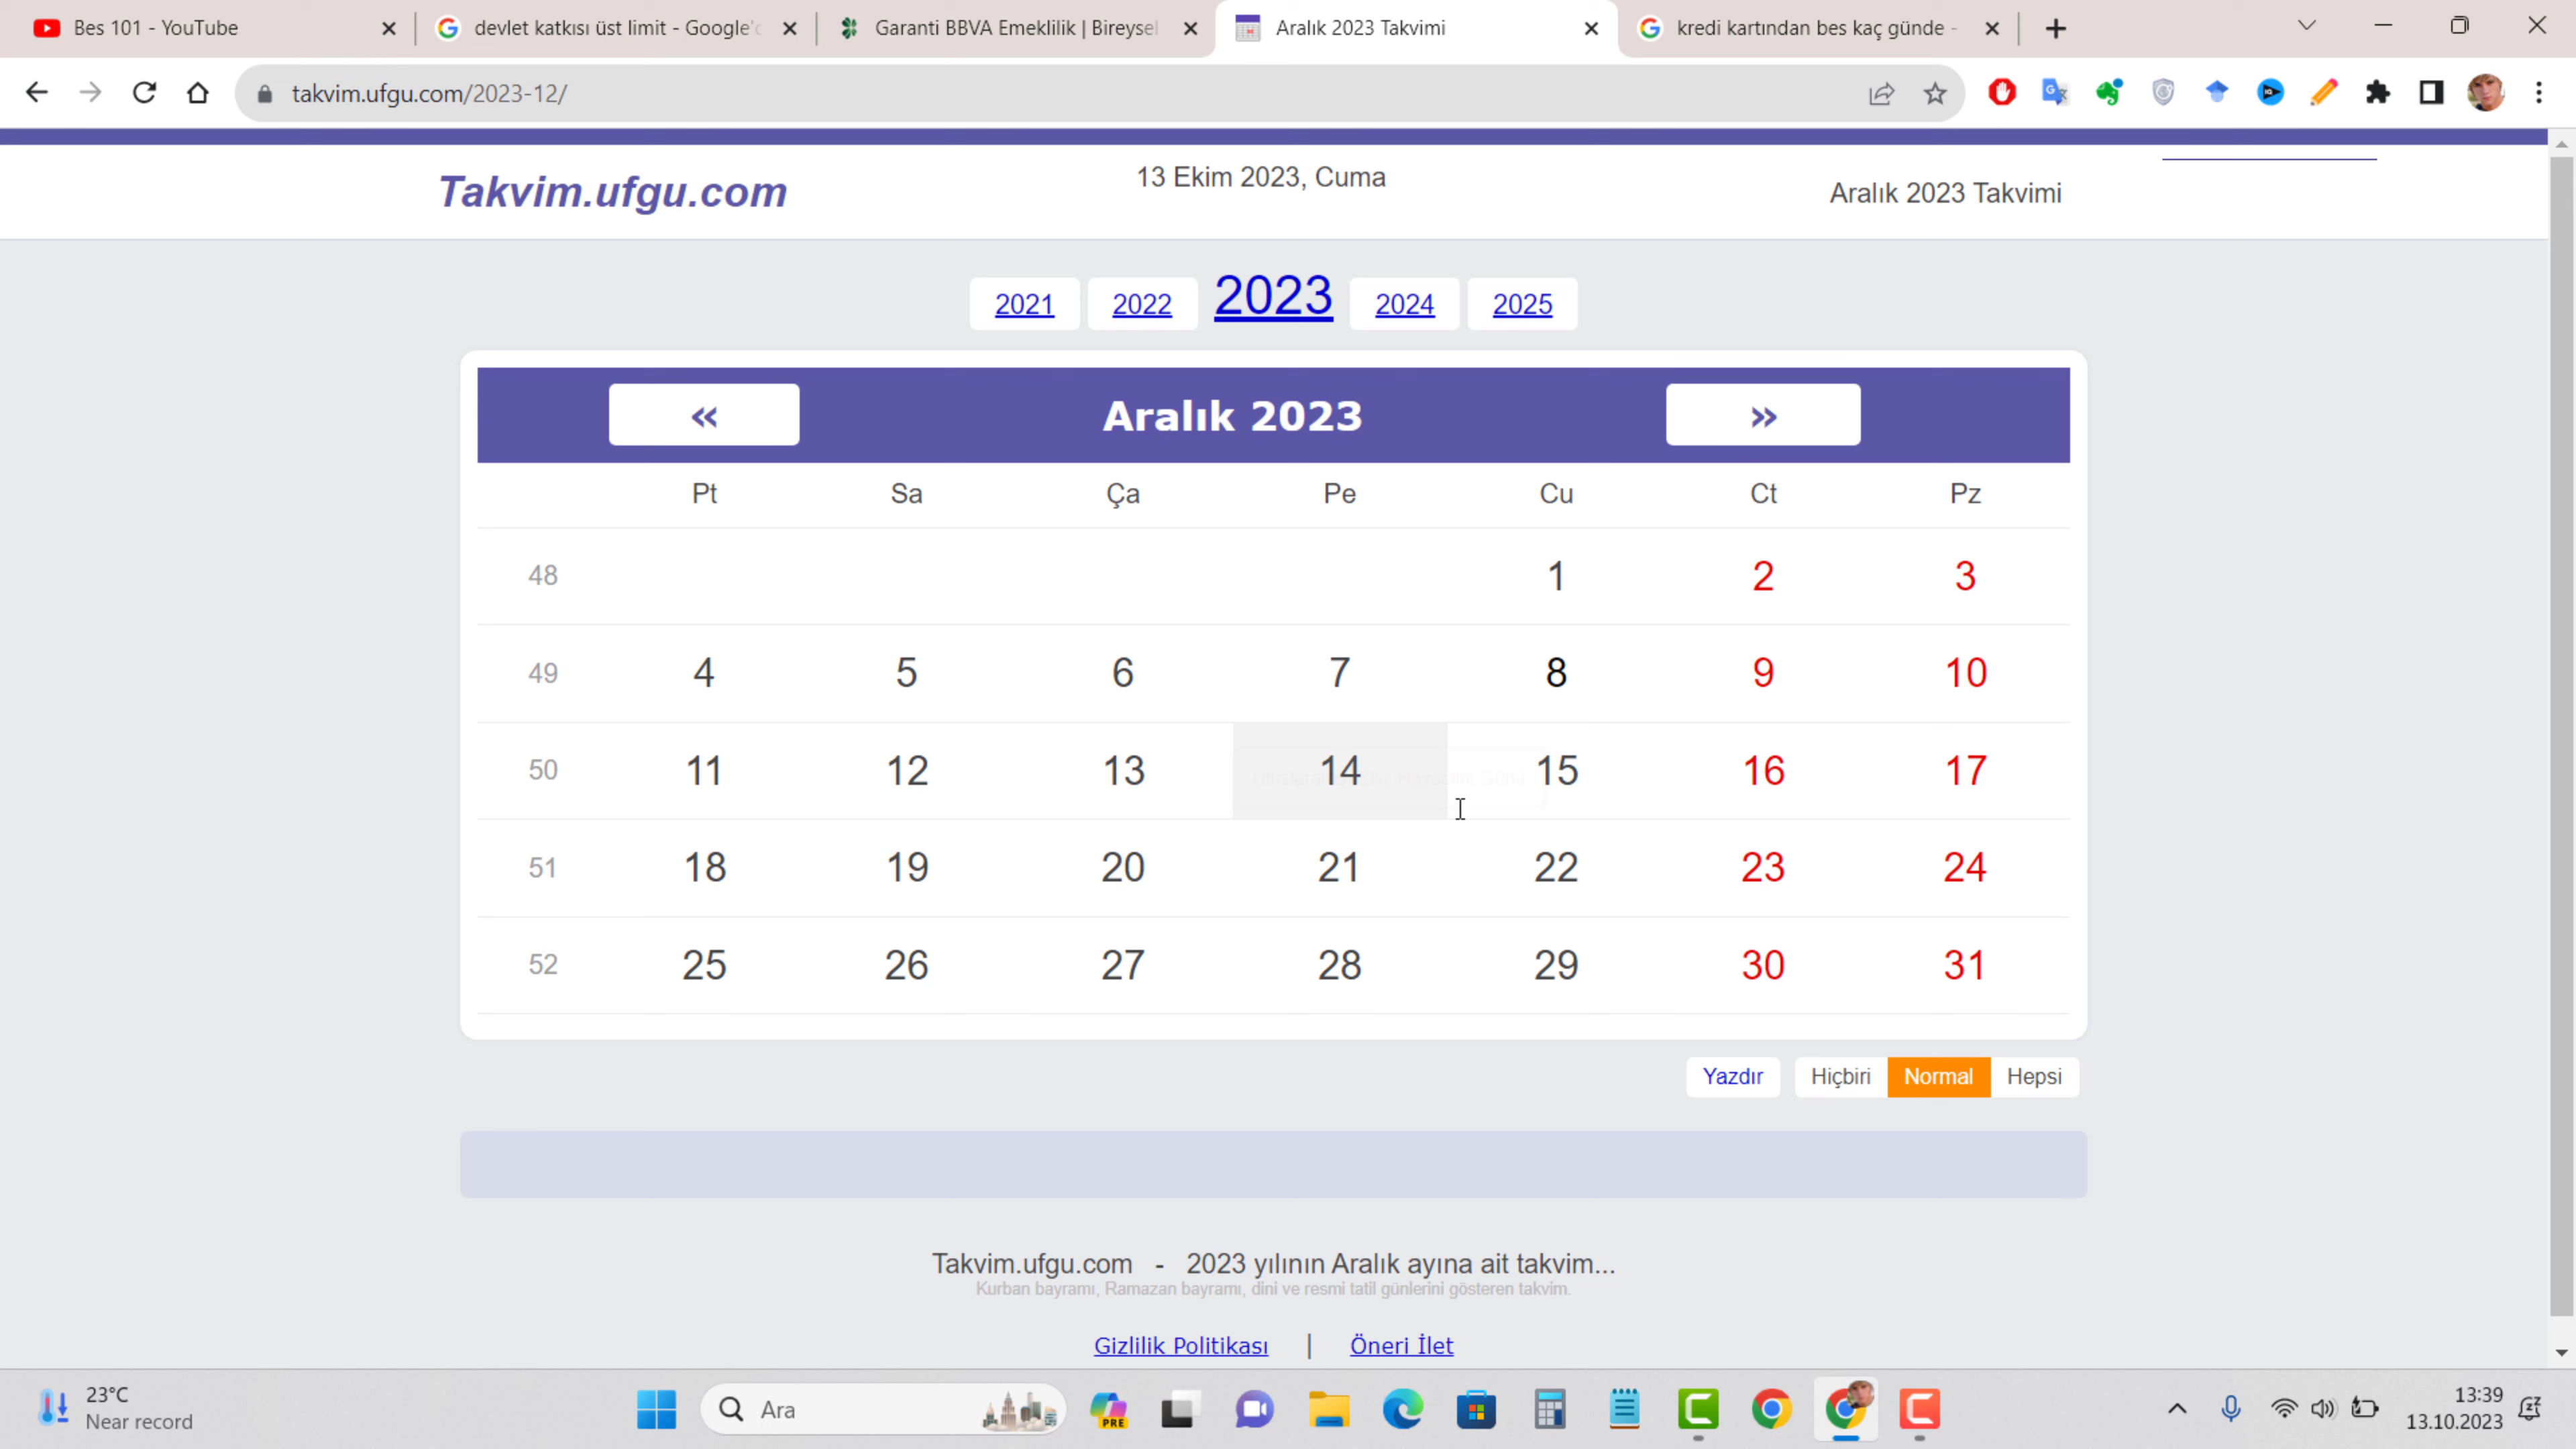 Bes 101 - YouTube
devlet katkısı üst limit - Google'd
Garanti BBVA Emeklilik | Bireysel
Aralık 2023 Takvimi
kredi kartından bes kaç günde -
takvim.ufgu.com/2023-12/
Takvim.ufgu.com
13 Ekim 2023, Cuma
Aralık 2023 Takvimi
2021 2022 2023 2024 2025
« Aralık 2023 »
Pt Sa Ça Pe Cu Ct Pz
48 1 2 3
49 4 5 6 7 8 9 10
50 11 12 13 14 15 16 17
51 18 19 20 21 22 23 24
52 25 26 27 28 29 30 31
Yazdır Hiçbiri Normal Hepsi
Takvim.ufgu.com - 2023 yılının Aralık ayına ait takvim...
Kurban bayramı, Ramazan bayramı, dini ve resmi tatil günlerini gösteren takvim.
Gizlilik Politikası | Öneri İlet
23°C
Near record
Ara
PRE
13:39
13.10.2023